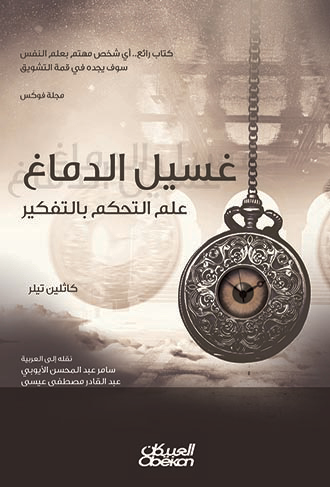 كتاب رائع.. أي شخص مهتم بعلم النفس
سوف يجده في قمة التشويق
مجلة فوكس
غسيل الدماغ
علم التحكم بالتفكير
كاثلين تيلر
نقله إلى العربية
سامر عبد المحسن الأيوبي
عبد القادر مصطفى عيسى
العبيكان
Obekan